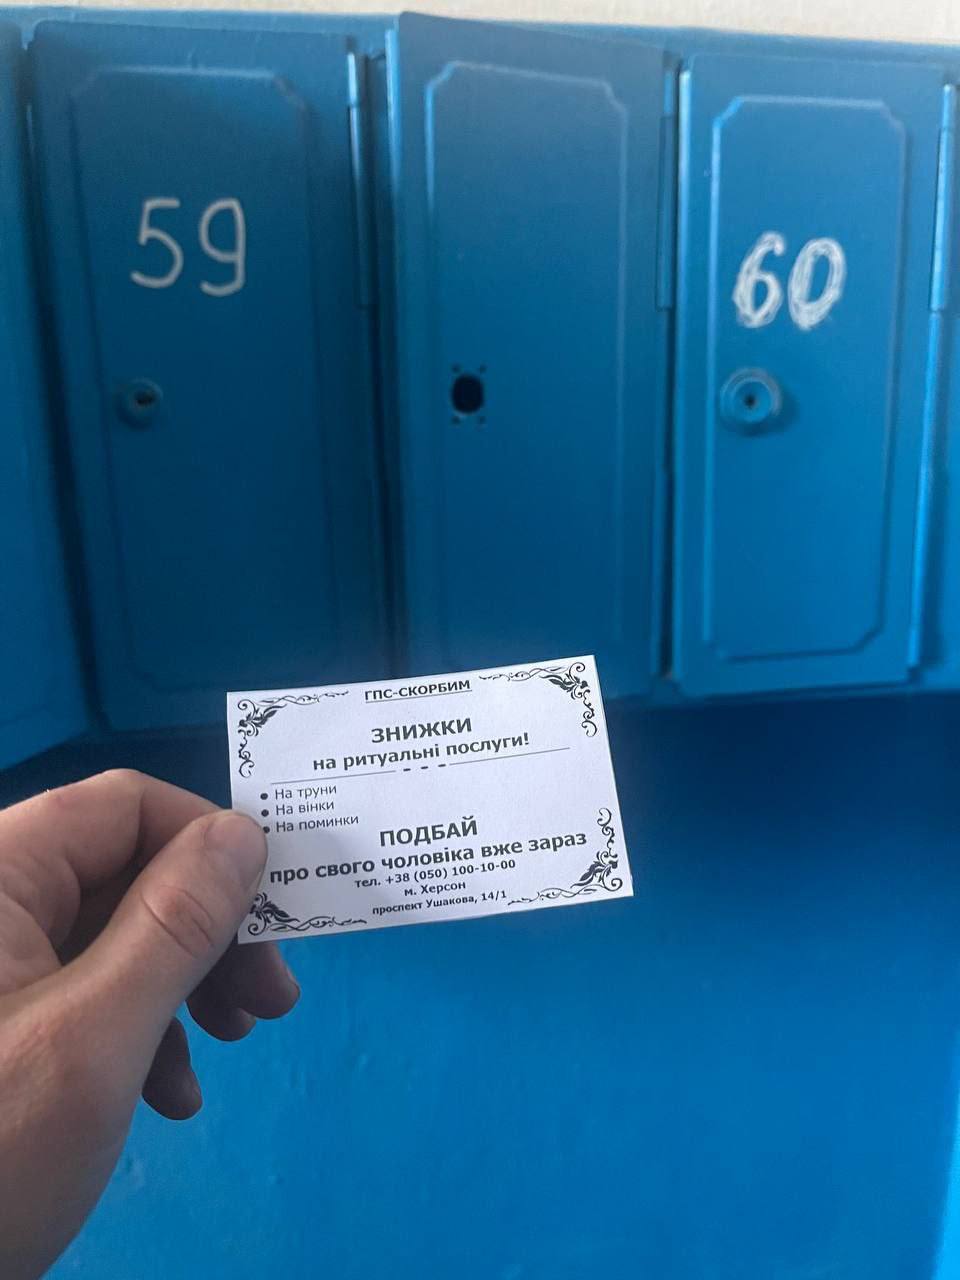 59
60
ГПС-СКОРБИМ
ЗНИЖКИ
на ритуальні послуги!
• На труни
• На вінки
• На поминки
ПОДБАЙ
про свого чоловіка вже зараз
тел. +38 (050) 100-10-00
м. Херсон
проспект Ушакова, 14/1